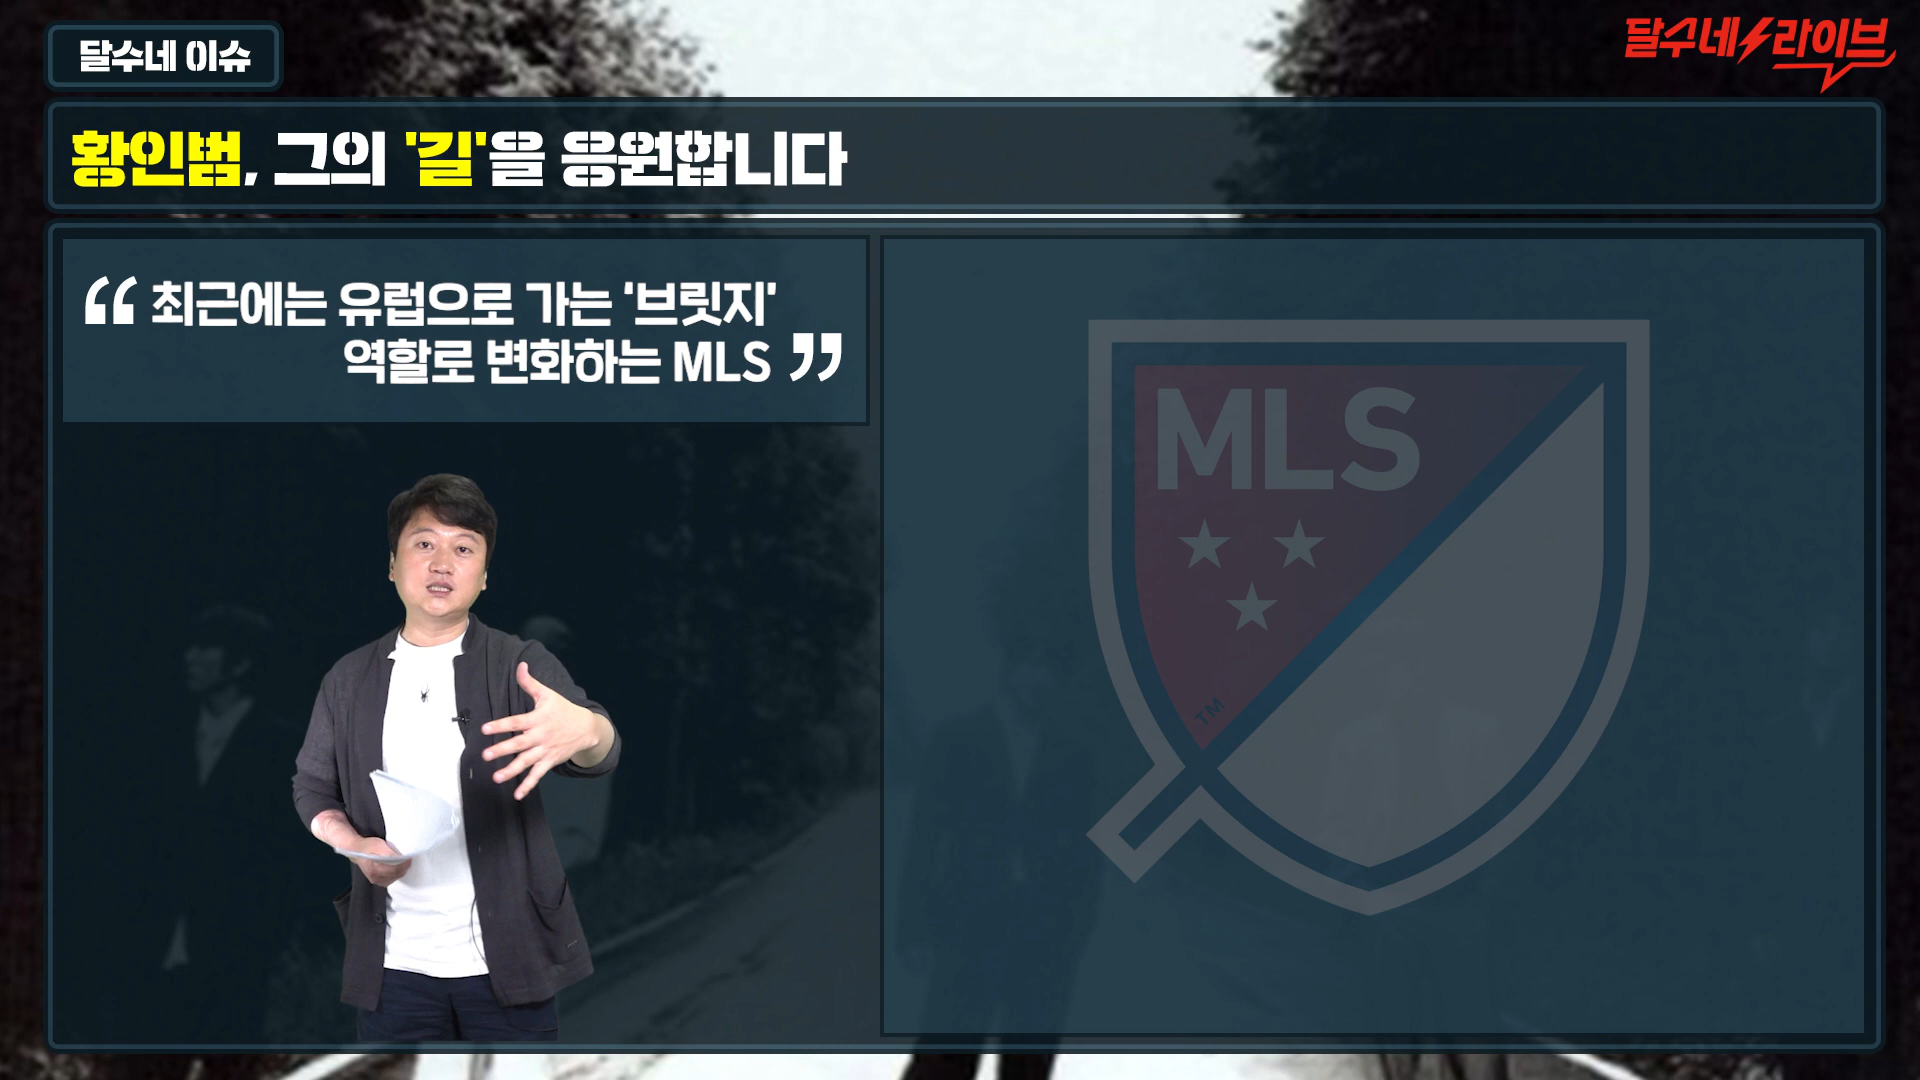 달수네 이슈
달수네라이브
황인범, 그의 '길'을 응원합니다
“ 최근에는 유럽으로 가는 '브릿지'
역할로 변화하는 MLS ”
MLS
TM